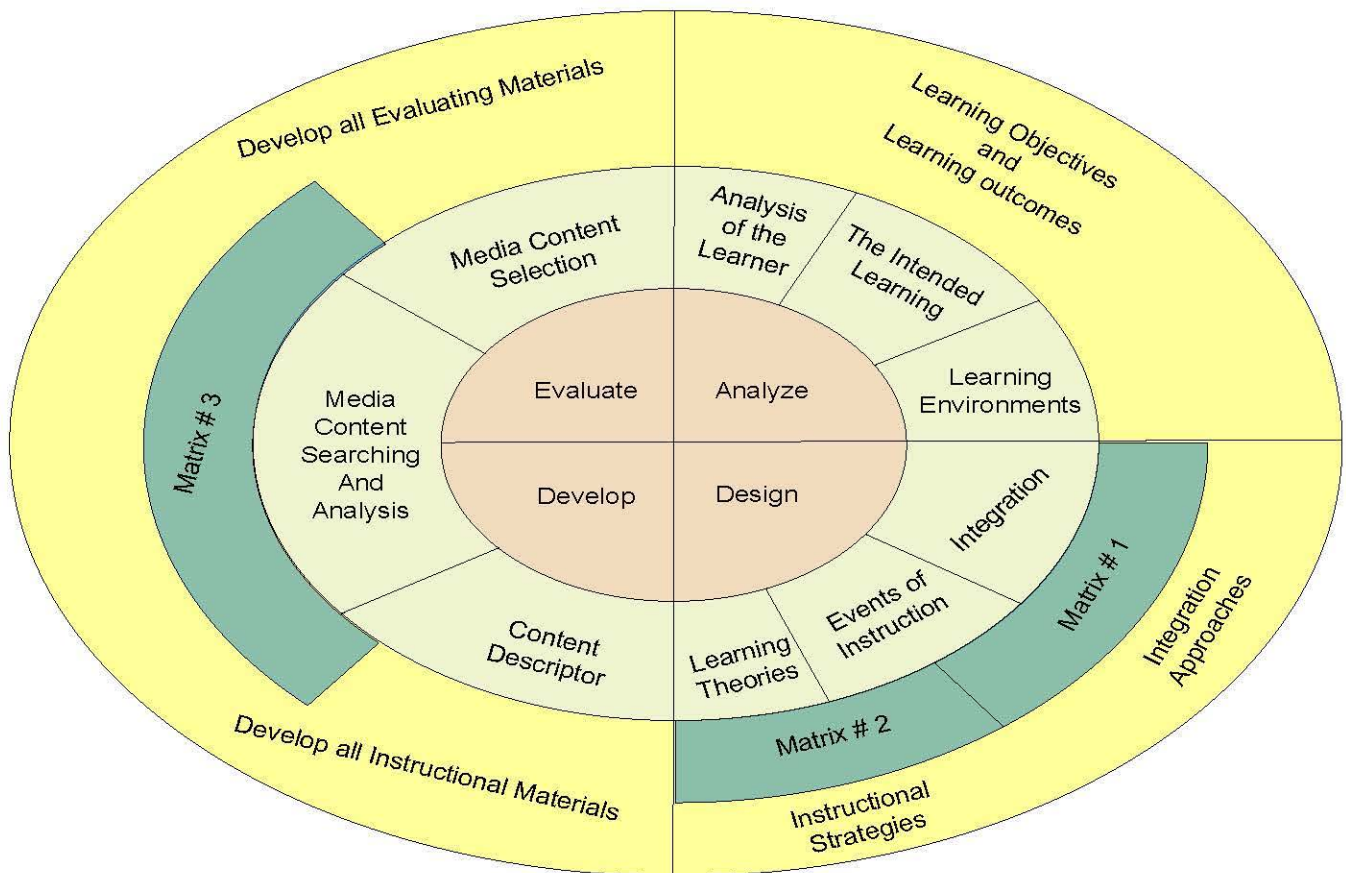 Develop all Evaluating Materials
Learning Objectives
and
Learning outcomes
Media Content
Selection
Analysis
of the
Learner
The Intended
Learning
Learning
Environments
Evaluate
Analyze
Matrix # 3
Media
Content
Searching
And
Analysis
Develop
Design
Integration
Matrix # 1
Integration
Approaches
Content
Descriptor
Learning
Theories
Events of
Instruction
Matrix # 2
Develop all Instructional Materials
Instructional
Strategies